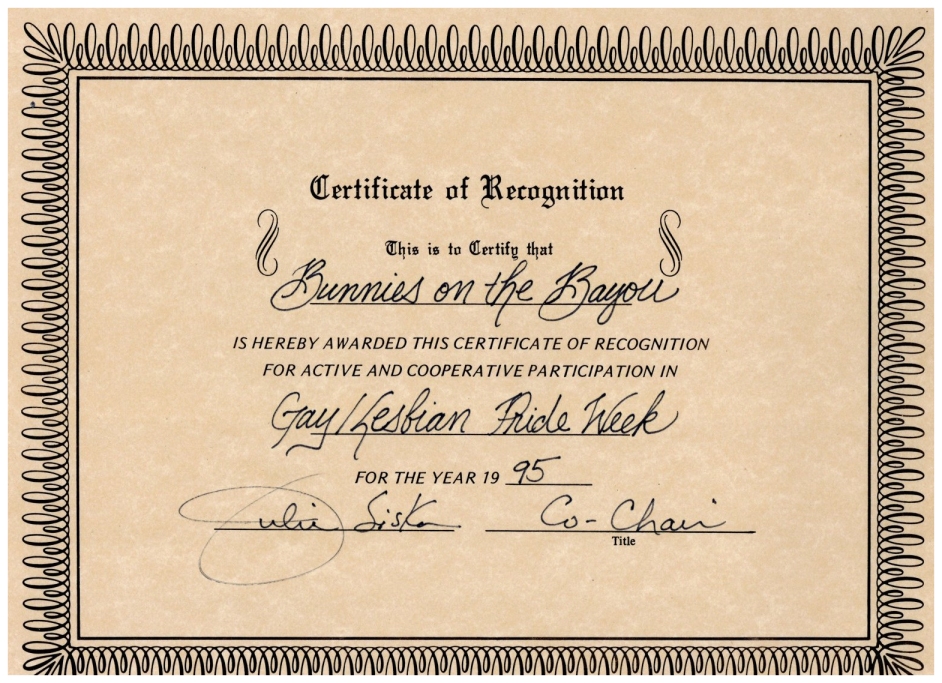 Certificate of Recognition
This is to Certify that
Bunnies on the Bayou
IS HEREBY AWARDED THIS CERTIFICATE OF RECOGNITION
FOR ACTIVE AND COOPERATIVE PARTICIPATION IN
Gay/Lesbian Pride Week
FOR THE YEAR 19 95
Julie Siska Co-Chair
Title